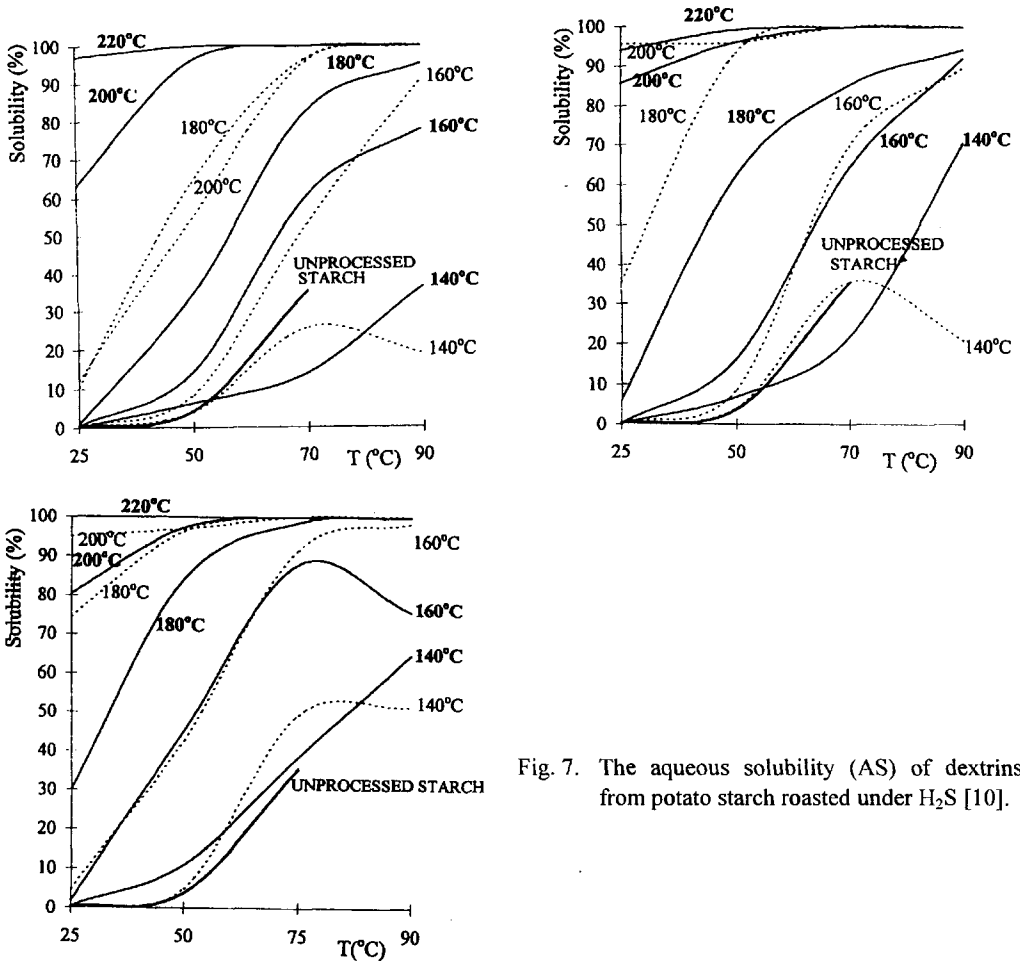 Solubility (%)
100
90
80
70
60
50
40
30
20
10
0
220°C
200°C
180°C
200°C
180°C
160°C
160°C
UNPROCESSED
STARCH
140°C
140°C
25
50
70
90
T (°C)
Solubility (%)
100
90
80
70
60
50
40
30
20
10
0
220°C
200°C
200°C
180°C
180°C
160°C
160°C
140°C
UNPROCESSED
STARCH
140°C
25
50
70
90
T (°C)
Solubility (%)
100
90
80
70
60
50
40
30
20
10
0
220°C
200°C
200°C
180°C
180°C
160°C
160°C
140°C
140°C
UNPROCESSED STARCH
25
50
75
90
T(°C)
Fig. 7. The aqueous solubility (AS) of dextrins
from potato starch roasted under H₂S [10].